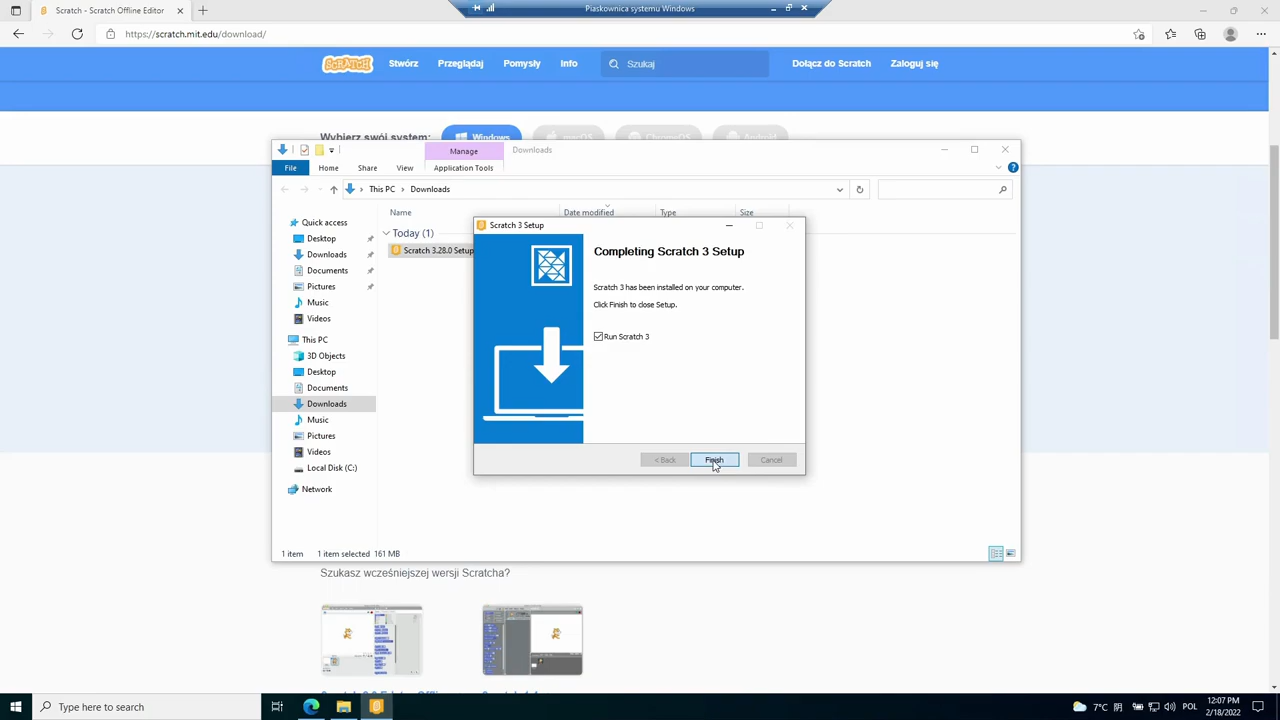 Scratch - Scratch Offline Editor
Piaskownica systemu Windows
https://scratch.mit.edu/download/
SCRATCH
Stwórz
Przeglądaj
Pomysły
Info
Szukaj
Dołącz do Scratch
Zaloguj się
Wybierz swój system:
Windows
macOS
ChromeOS
Android
Manage
Downloads
File
Home
Share
View
Application Tools
This PC
Downloads
Name
Date modified
Type
Size
Quick access
Desktop
Downloads
Documents
Pictures
Music
Videos
This PC
3D Objects
Desktop
Documents
Downloads
Music
Pictures
Videos
Local Disk (C:)
Network
Today (1)
Scratch 3.28.0 Setup
Scratch 3 Setup
Completing Scratch 3 Setup
Scratch 3 has been installed on your computer.
Click Finish to close Setup.
Run Scratch 3
< Back
Finish
Cancel
1 item
1 item selected
161 MB
Szukasz wcześniejszej wersji Scratcha?
Type here to search
7°C
POL
12:07 PM
2/18/2022